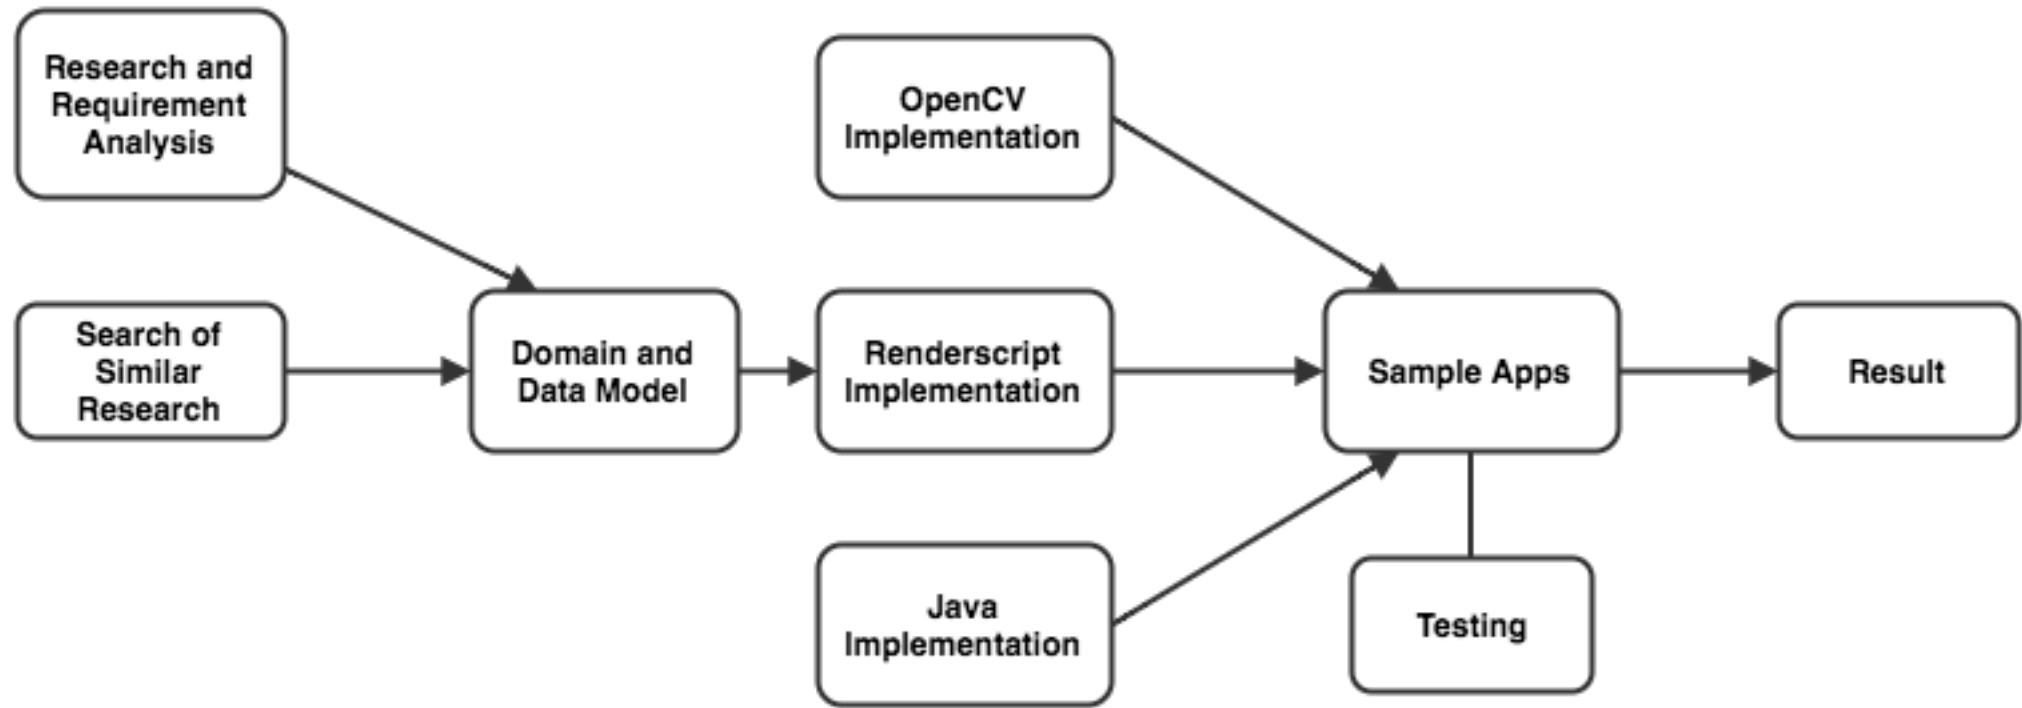 Research and
Requirement
Analysis
Search of
Similar
Research
Domain and
Data Model
OpenCV
Implementation
Renderscript
Implementation
Java
Implementation
Sample Apps
Testing
Result